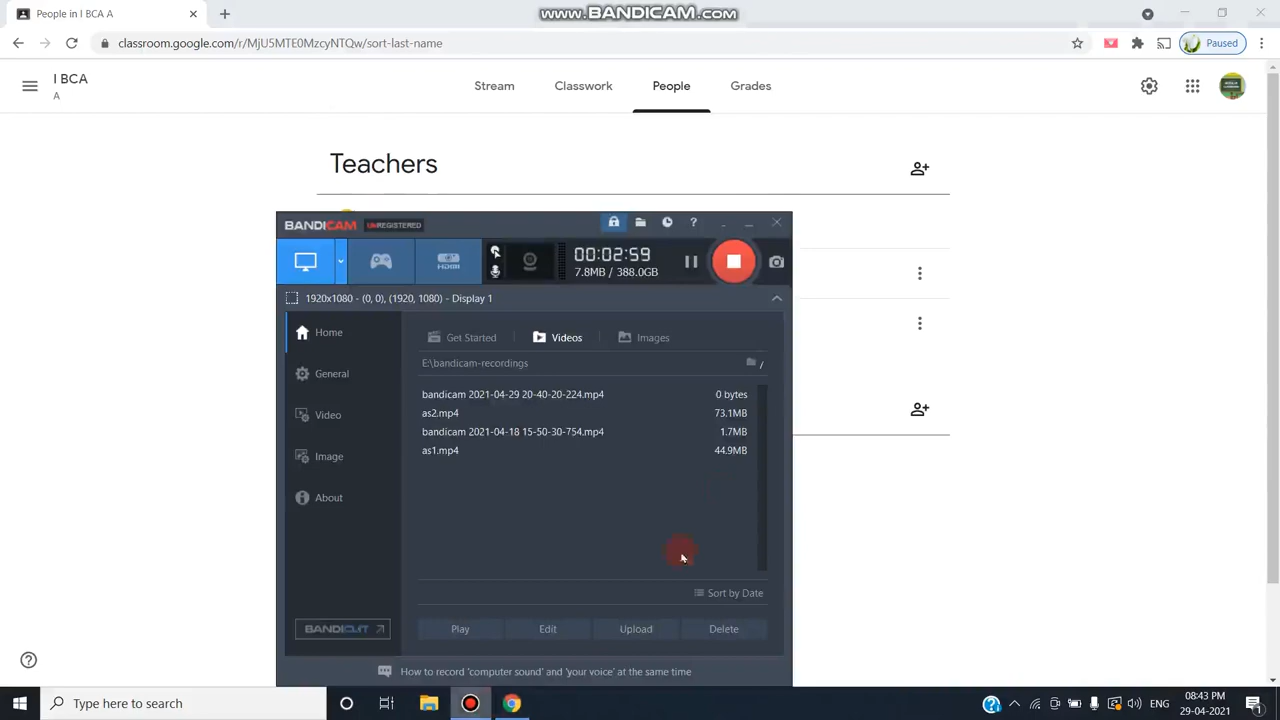 People in I BCA A
www.BANDICAM.com
classroom.google.com/r/MjU5MTE0MzcyNTQw/sort-last-name
Paused
I BCA
A
Stream
Classwork
People
Grades
Teachers
BANDICAM UNREGISTERED
HDMI
00:02:59
7.8MB / 388.0GB
1920x1080 - (0, 0), (1920, 1080) - Display 1
Home
General
Video
Image
About
BANDICUT
Get Started
Videos
Images
E:\bandicam-recordings
bandicam 2021-04-29 20-40-20-224.mp4 0 bytes
as2.mp4 73.1MB
bandicam 2021-04-18 15-50-30-754.mp4 1.7MB
as1.mp4 44.9MB
Sort by Date
Play
Edit
Upload
Delete
How to record 'computer sound' and 'your voice' at the same time
Type here to search
ENG
08:43 PM
29-04-2021
1